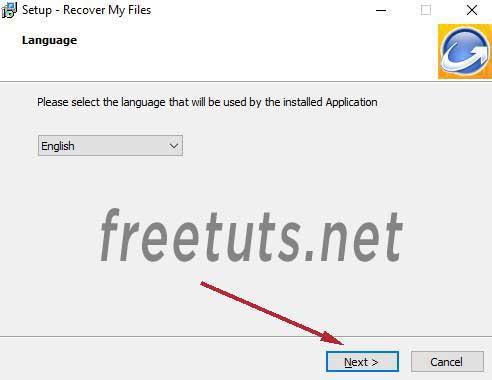 Setup - Recover My Files
Language
Please select the language that will be used by the installed Application
English
freetuts.net
Next >
Cancel